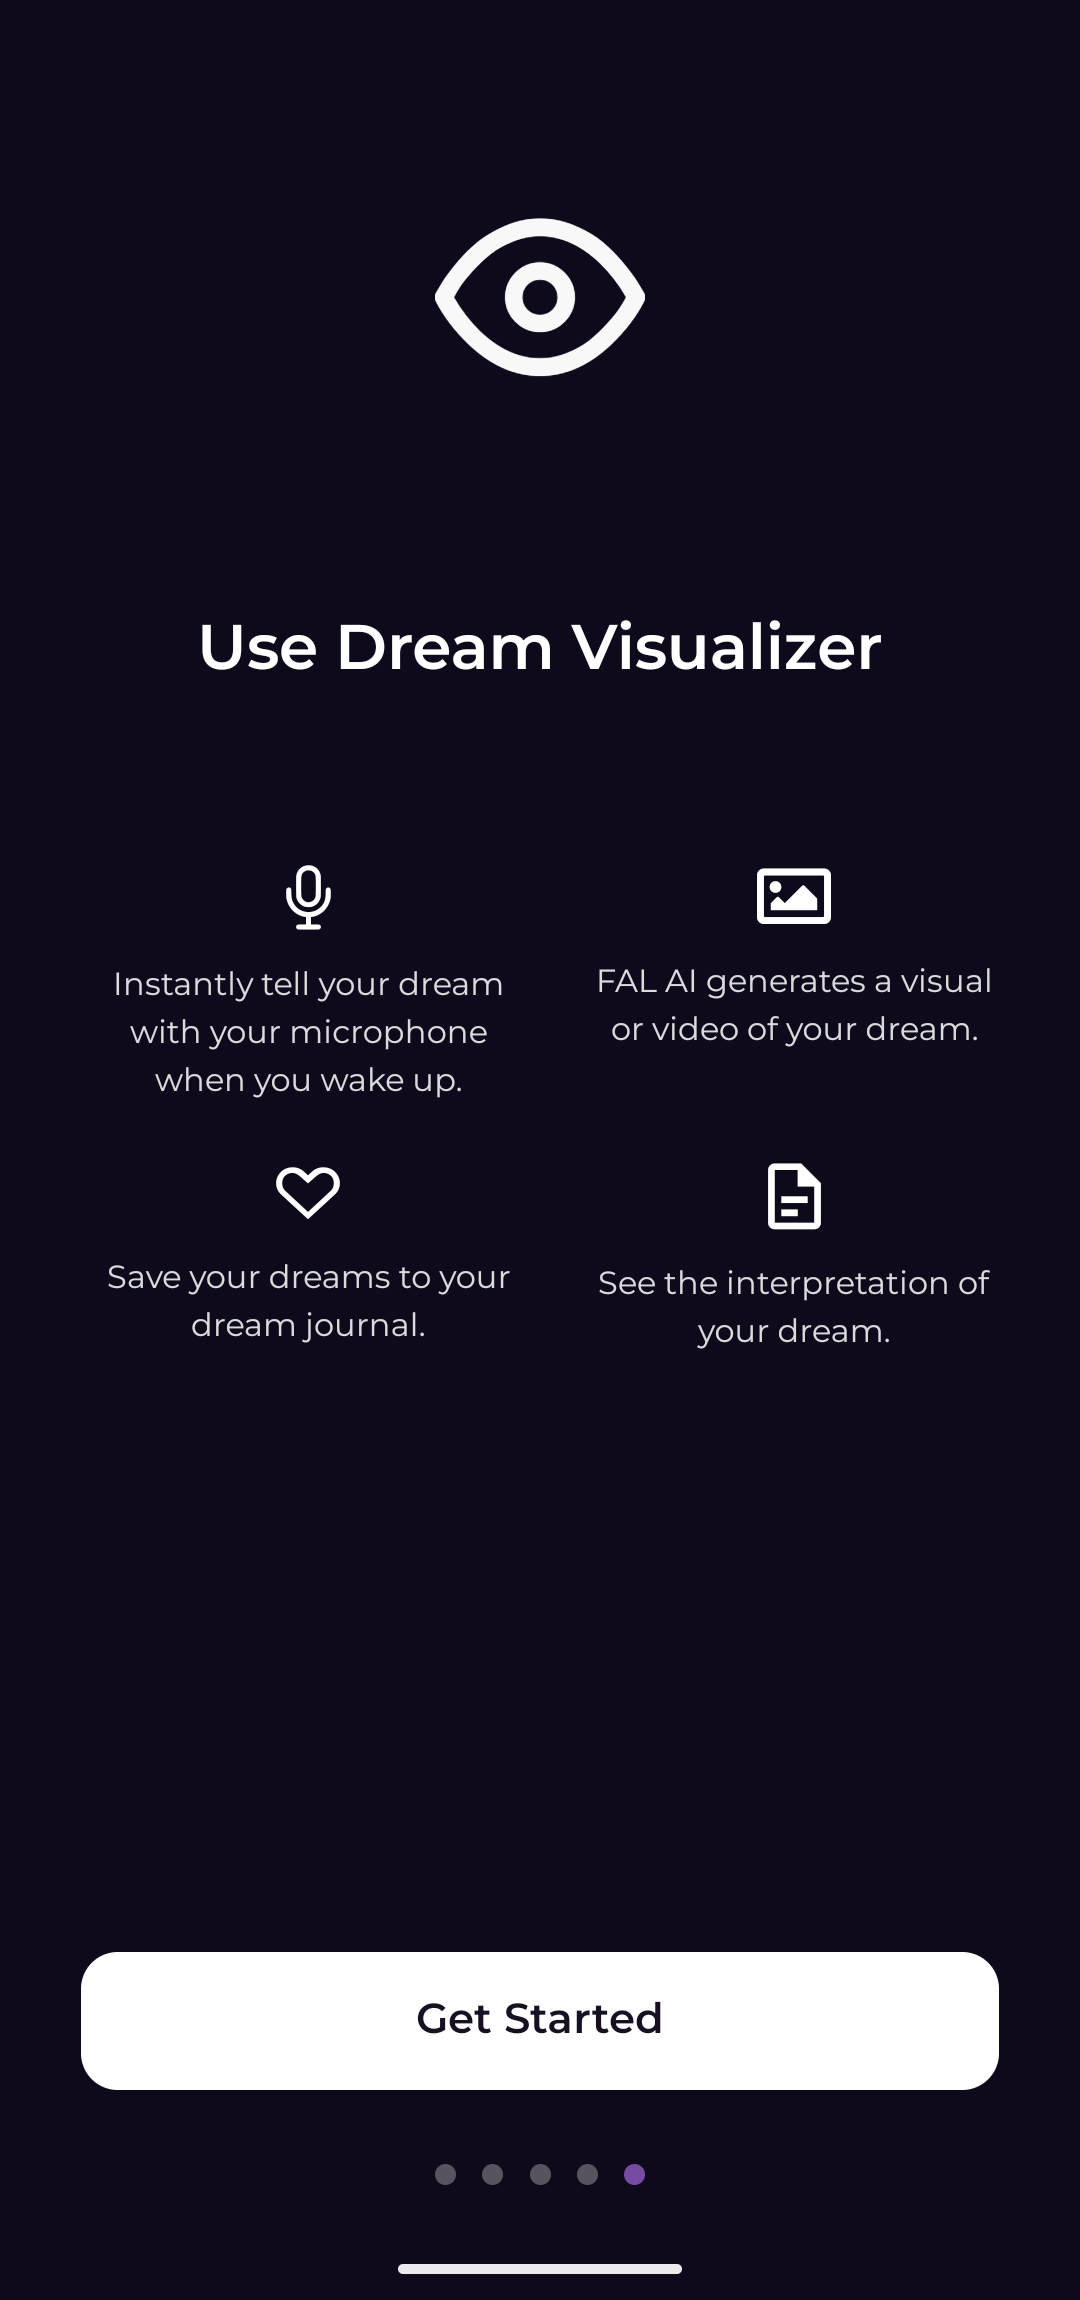 Use Dream Visualizer
Instantly tell your dream
with your microphone
when you wake up.
FAL AI generates a visual
or video of your dream.
Save your dreams to your
dream journal.
See the interpretation of
your dream.
Get Started